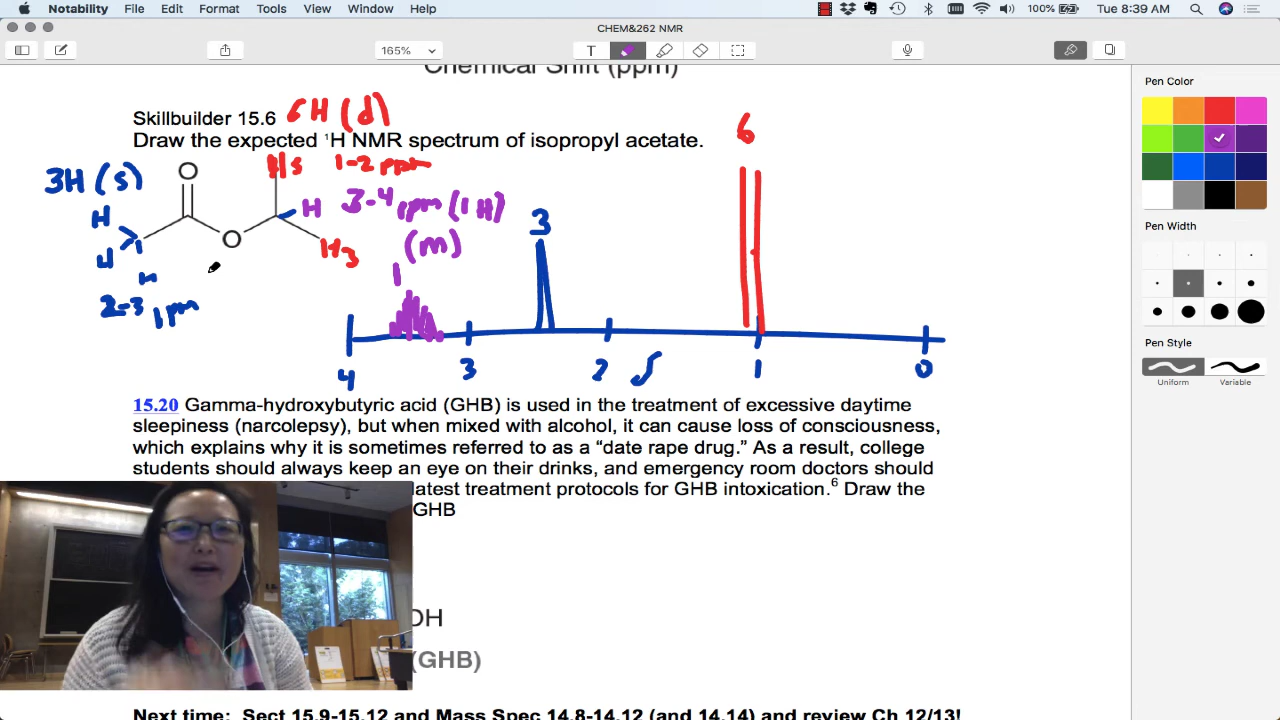 Notability File Edit Tools View Window Help 100% Tue 8:39 AM
CHEM&262 NMR
165% T
Chemical Shift (ppm)
Skillbuilder 15.6 6H (d)
Draw the expected ¹H NMR spectrum of isopropyl acetate.
6
3H (s)
O
H3
1-2 ppm
H
H 3-4 ppm (1H)
3
O
H3
(m)
H
H
1
2-3 ppm
4 3 2 δ 1 0
15.20 Gamma-hydroxybutyric acid (GHB) is used in the treatment of excessive daytime
sleepiness (narcolepsy), but when mixed with alcohol, it can cause loss of consciousness,
which explains why it is sometimes referred to as a “date rape drug.” As a result, college
students should always keep an eye on their drinks, and emergency room doctors should
latest treatment protocols for GHB intoxication.⁶ Draw the
GHB
OH
(GHB)
Next time: Sect 15.9-15.12 and Mass Spec 14.8-14.12 (and 14.14) and review Ch 12/13!
Pen Color
Pen Width
Pen Style
Uniform Variable